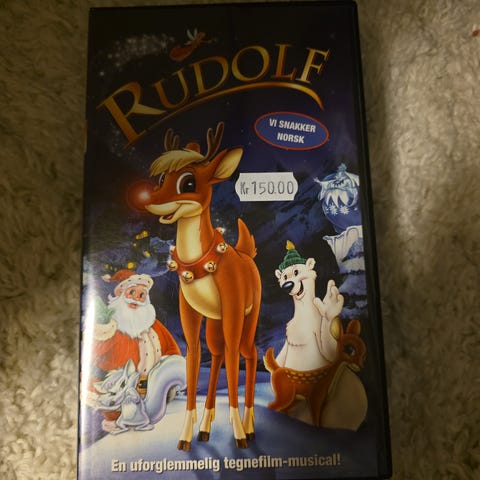 RUDOLF
VI SNAKKER
NORSK
Kr 150.00
En uforglemmelig tegnefilm-musical!